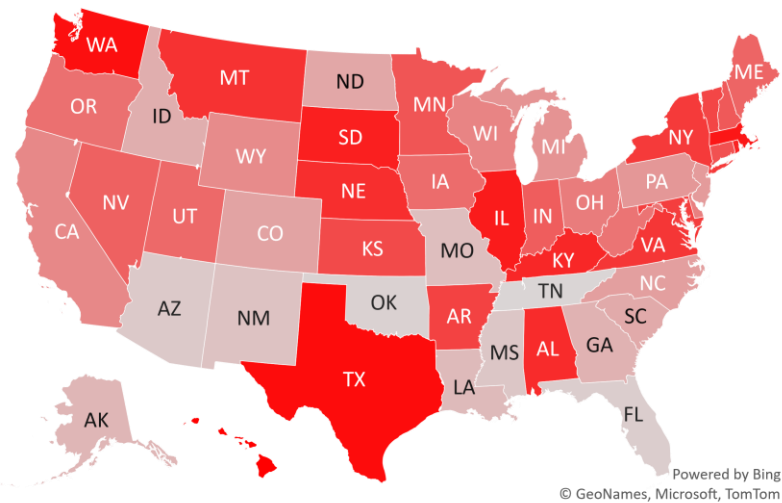 WA
MT
ND
ME
OR
ID
MN
WI
MI
NY
SD
WY
NE
IA
PA
NV
UT
CO
IL
IN
OH
CA
KS
MO
KY
VA
AZ
NM
OK
TN
NC
AR
SC
MS
AL
GA
TX
LA
AK
FL
Powered by Bing
© GeoNames, Microsoft, TomTom